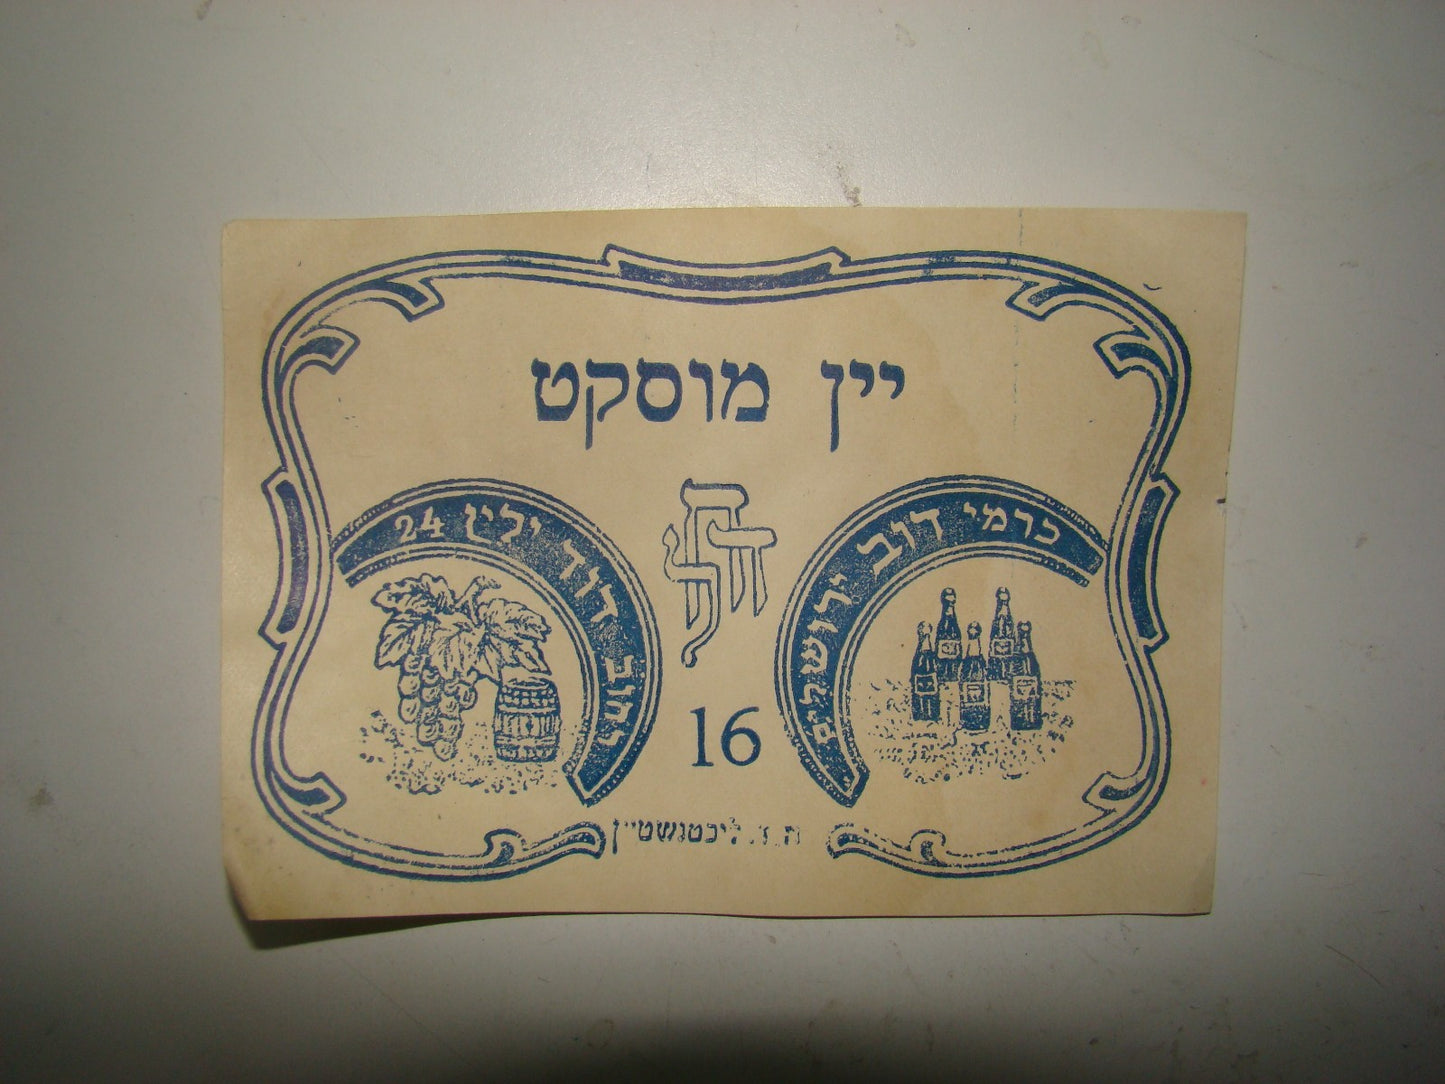 יין מוסקט
כרמי דוב ירושלים
רחוב דוד ילין 24
16
ליכטנשטיין